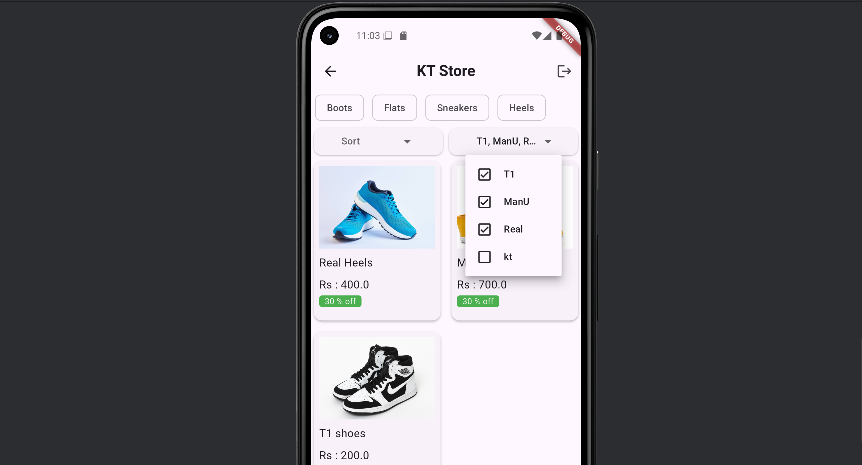 11:03
DEBUG
KT Store
Boots
Flats
Sneakers
Heels
Sort
T1, ManU, R...
T1
ManU
Real
kt
Real Heels
Rs : 400.0
30 % off
M
Rs : 700.0
30 % off
T1 shoes
Rs : 200.0